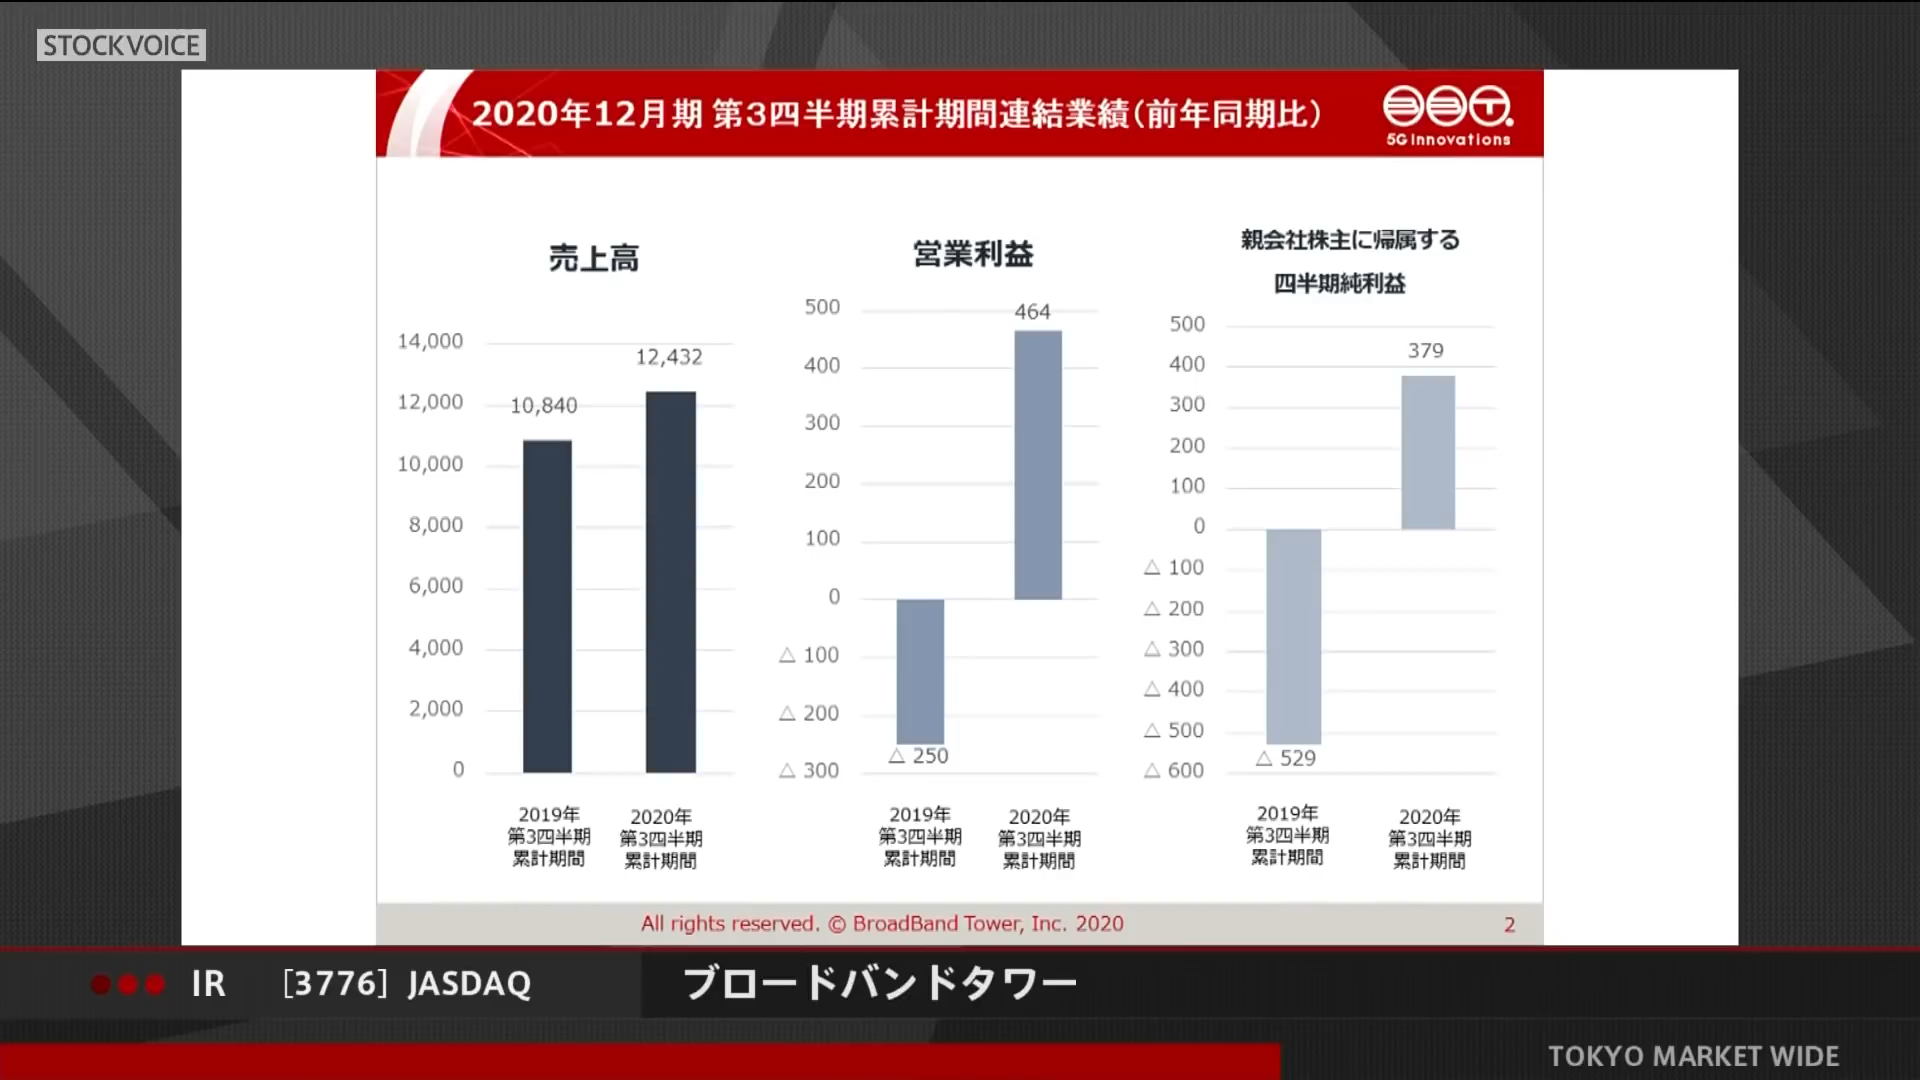 STOCKVOICE
2020年12月期 第3四半期累計期間連結業績（前年同期比）
BBT.
5G Innovations
売上高
14,000
12,000
10,000
8,000
6,000
4,000
2,000
0
10,840
12,432
2019年
第3四半期
累計期間
2020年
第3四半期
累計期間
営業利益
500
400
300
200
100
0
△ 100
△ 200
△ 300
464
△ 250
2019年
第3四半期
累計期間
2020年
第3四半期
累計期間
親会社株主に帰属する
四半期純利益
500
400
300
200
100
0
△ 100
△ 200
△ 300
△ 400
△ 500
△ 600
379
△ 529
2019年
第3四半期
累計期間
2020年
第3四半期
累計期間
All rights reserved. © BroadBand Tower, Inc. 2020
2
IR [3776] JASDAQ ブロードバンドタワー
TOKYO MARKET WIDE